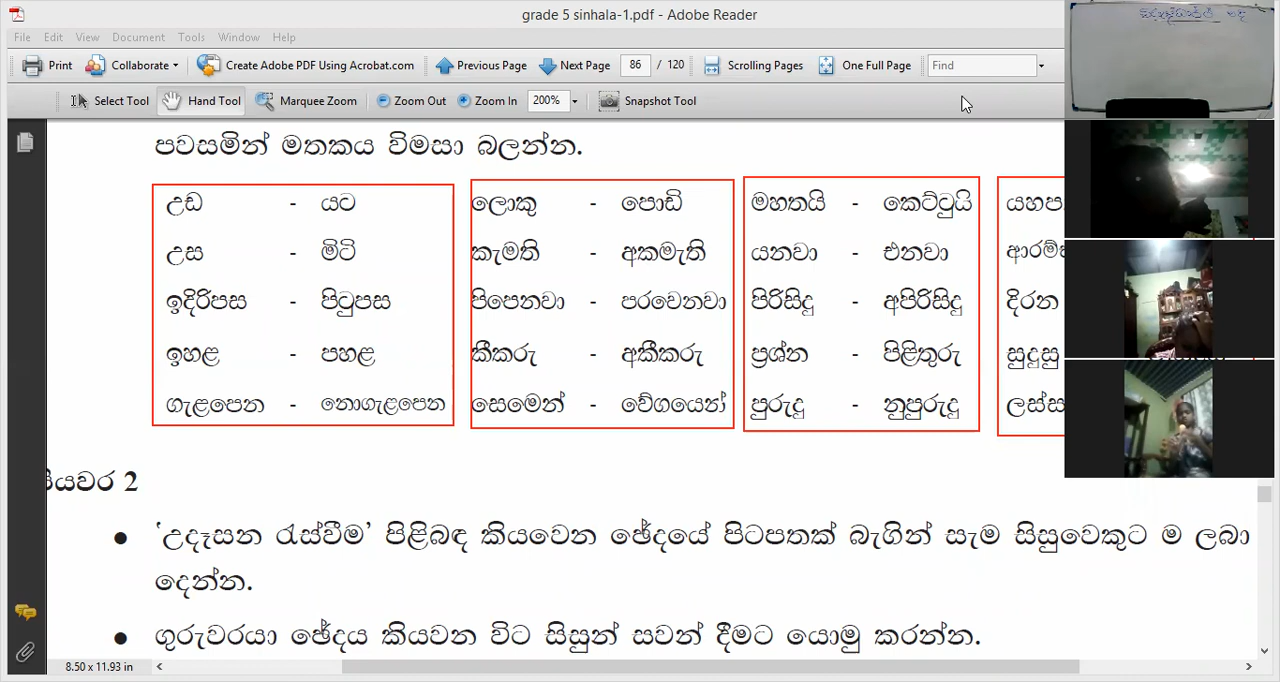 grade 5 sinhala-1.pdf - Adobe Reader
File Edit View Document Tools Window Help
Print Collaborate Create Adobe PDF Using Acrobat.com Previous Page Next Page 86 / 120 Scrolling Pages One Full Page Find
Select Tool Hand Tool Marquee Zoom Zoom Out Zoom In 200% Snapshot Tool
පවසමින් මතකය විමසා බලන්න.
උඩ - යට ලොකු - පොඩි මහතයි - කෙට්ටුයි යහප
උස - මිටි කැමති - අකමැති යනවා - එනවා
ඉදිරිපස - පිටුපස පිපෙනවා - පරවෙනවා පිරිසිදු - අපිරිසිදු දිරන
ඉහළ - පහළ කීකරු - අකීකරු ප්‍රශ්න - පිළිතුරු සුදුසු
ගැළපෙන - නොගැළපෙන සෙමෙන් - වේගයෙන් පුරුදු - නුපුරුදු ලස්ස
යවර 2
● ‘උදෑසන රැස්වීම’ පිළිබඳ කියවෙන ඡේදයේ පිටපතක් බැගින් සැම සිසුවෙකුට ම ලබා
දෙන්න.
● ගුරුවරයා ඡේදය කියවන විට සිසුන් සවන් දීමට යොමු කරන්න.
8.50 x 11.93 in